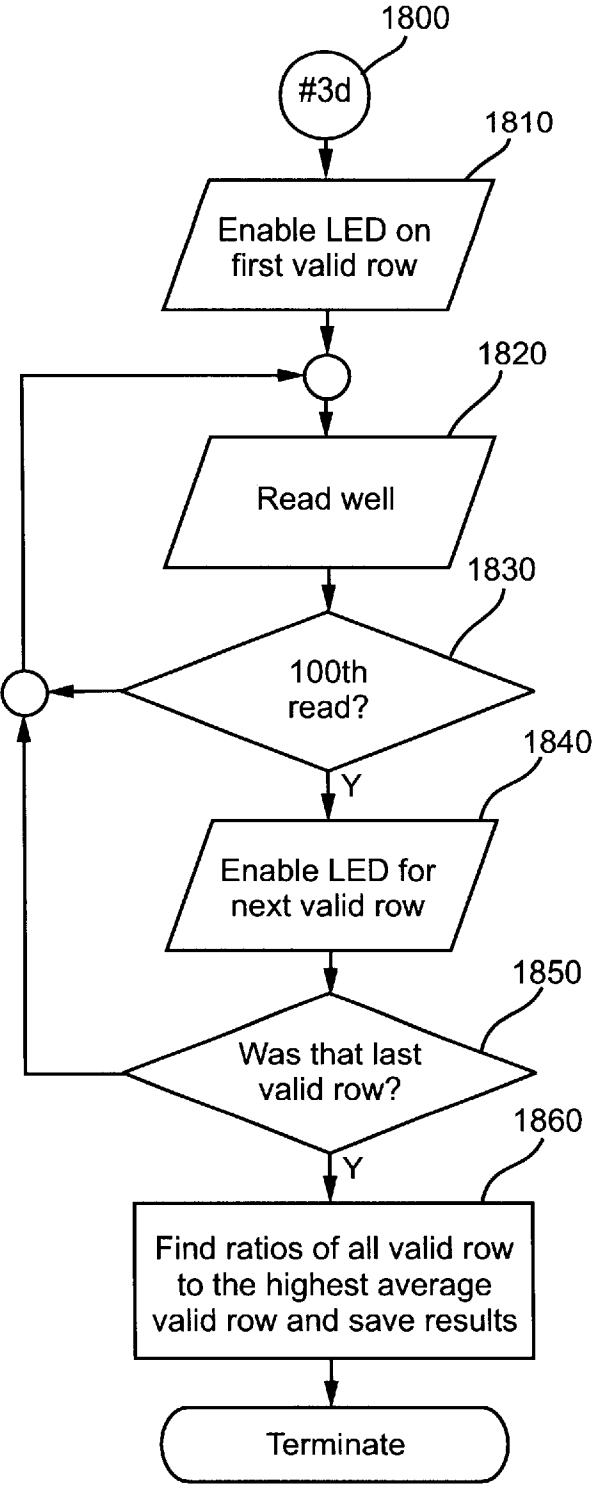 1800
#3d
1810
Enable LED on
first valid row
1820
Read well
1830
100th
read?
Y
1840
Enable LED for
next valid row
1850
Was that last
valid row?
Y
1860
Find ratios of all valid row
to the highest average
valid row and save results
Terminate